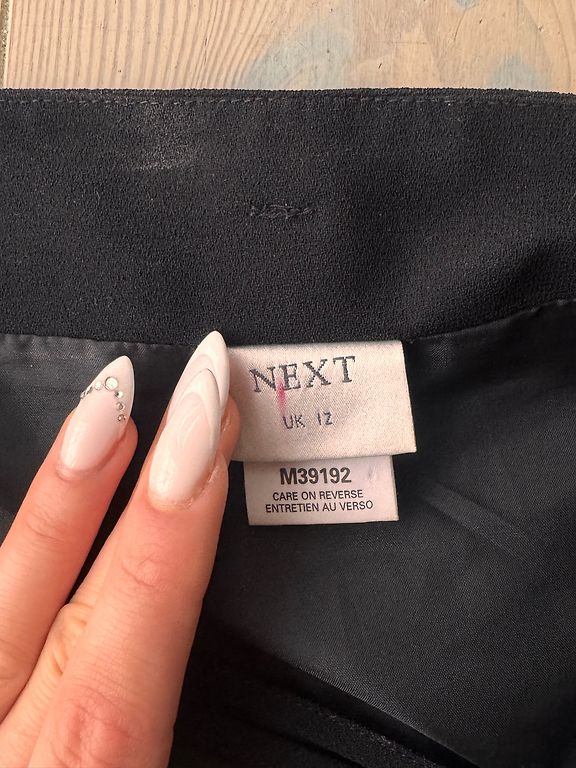 NEXT
UK 12
M39192
CARE ON REVERSE
ENTRETIEN AU VERSO